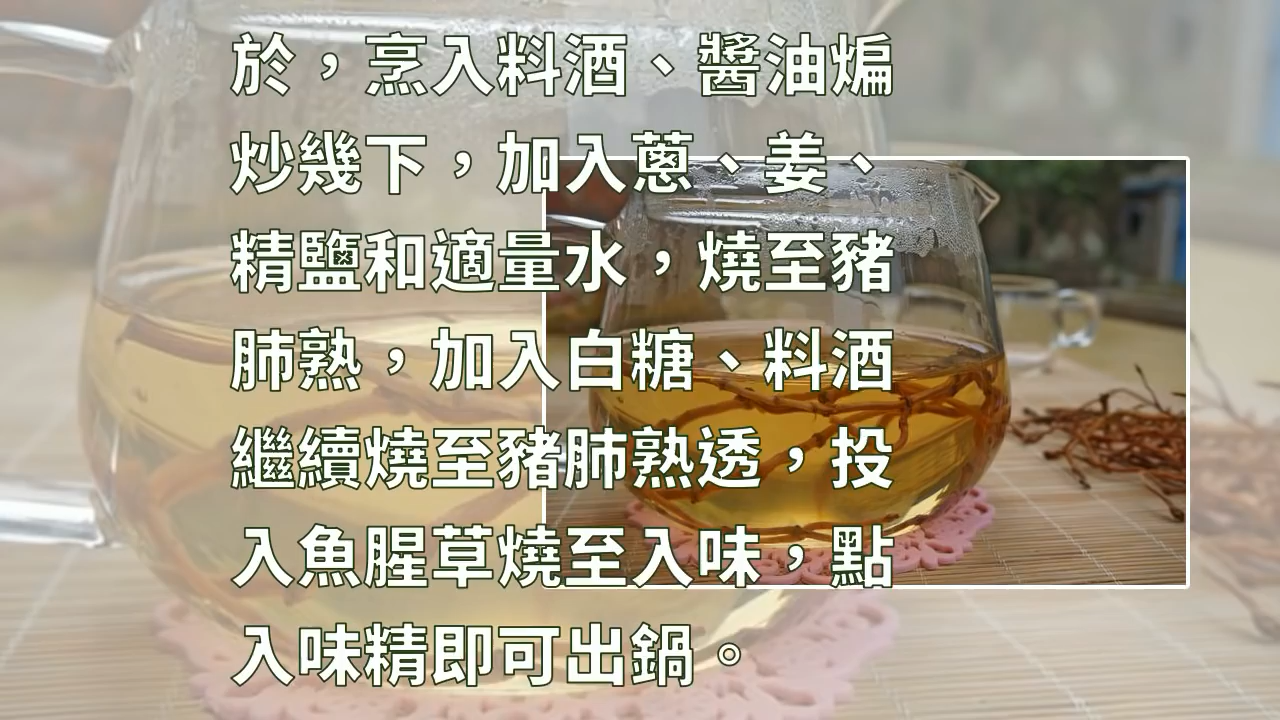 於，烹入料酒、醬油煸
炒幾下，加入蔥、姜、
精鹽和適量水，燒至豬
肺熟，加入白糖、料酒
繼續燒至豬肺熟透，投
入魚腥草燒至入味，點
入味精即可出鍋。